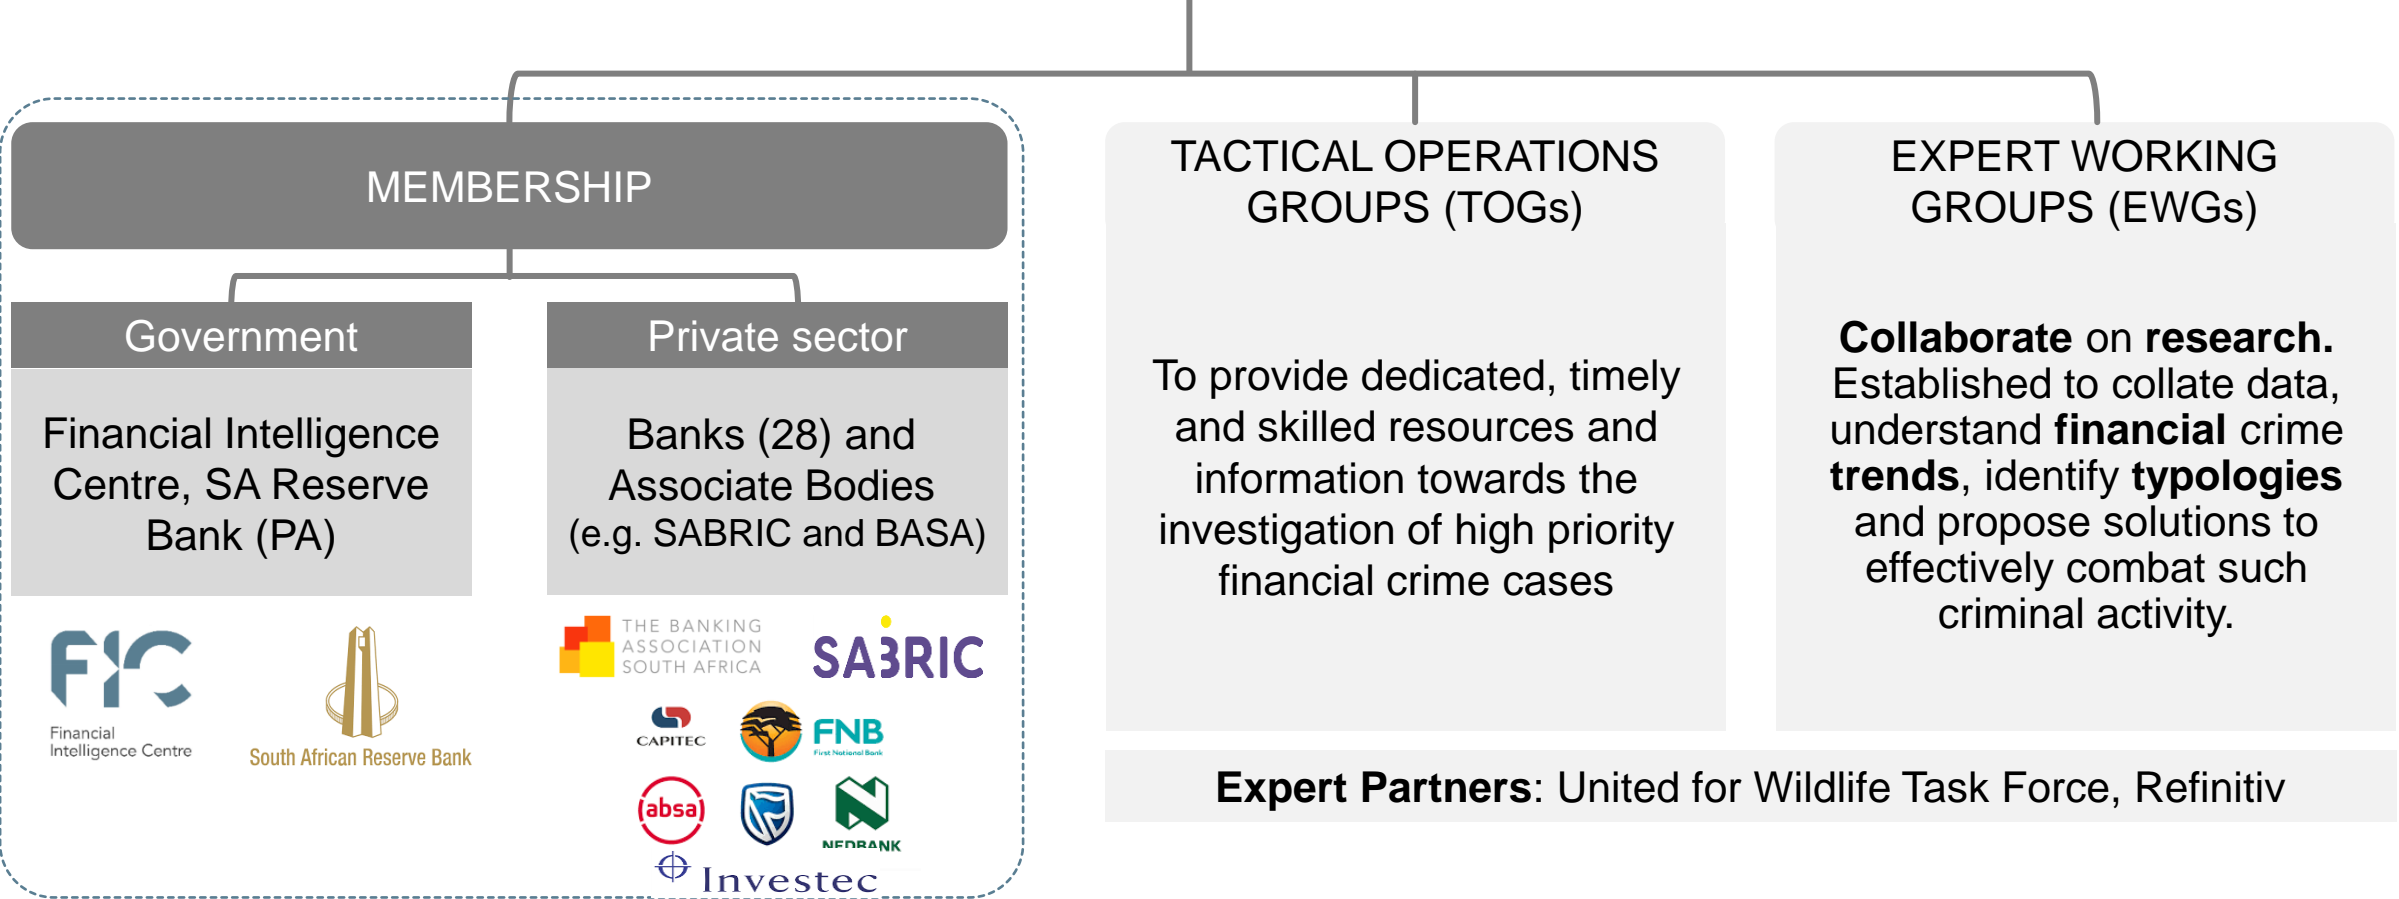 MEMBERSHIP
Government
Financial Intelligence
Centre, SA Reserve
Bank (PA)
Private sector
Banks (28) and
Associate Bodies
(e.g. SABRIC and BASA)
FIC
Financial
Intelligence Centre
South African Reserve Bank
THE BANKING
ASSOCIATION
SOUTH AFRICA
SABRIC
CAPITEC
FNB
First National Bank
absa
NEDBANK
Investec
TACTICAL OPERATIONS
GROUPS (TOGs)
To provide dedicated, timely
and skilled resources and
information towards the
investigation of high priority
financial crime cases
EXPERT WORKING
GROUPS (EWGs)
Collaborate on research.
Established to collate data,
understand financial crime
trends, identify typologies
and propose solutions to
effectively combat such
criminal activity.
Expert Partners: United for Wildlife Task Force, Refinitiv